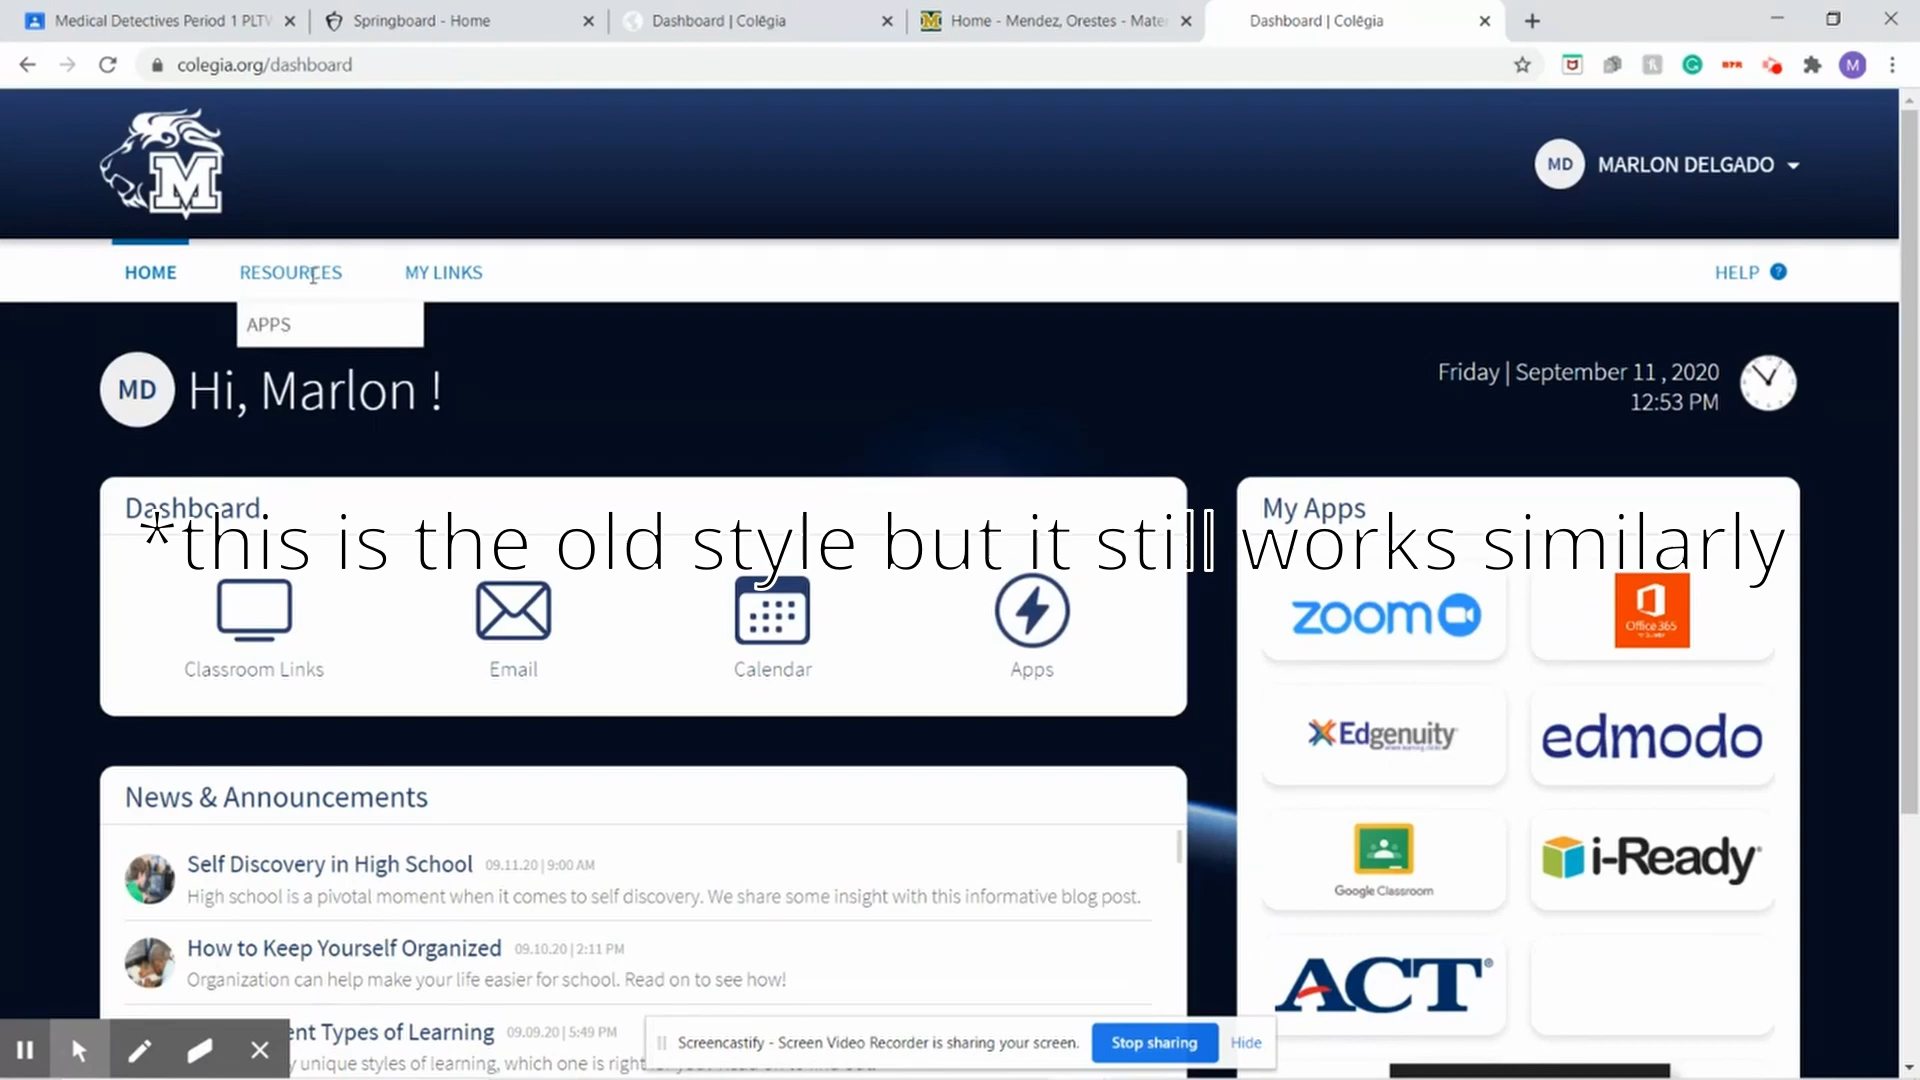 Medical Detectives Period 1 PLTW
Springboard - Home
Dashboard | Colēgia
Home - Mendez, Orestes - Mater
Dashboard | Colēgia
colegia.org/dashboard
M
M
MD
MARLON DELGADO
HOME
RESOURCES
MY LINKS
HELP ?
APPS
MD
Hi, Marlon !
Friday | September 11 , 2020
12:53 PM
Dashboard
My Apps
*this is the old style but it still works similarly
Classroom Links
Email
Calendar
Apps
zoom
Office 365
Edgenuity
edmodo
Google Classroom
i-Ready
ACT
News & Announcements
Self Discovery in High School 09.11.20 | 9:00 AM
High school is a pivotal moment when it comes to self discovery. We share some insight with this informative blog post.
How to Keep Yourself Organized 09.10.20 | 2:11 PM
Organization can help make your life easier for school. Read on to see how!
ent Types of Learning 09.09.20 | 5:49 PM
unique styles of learning, which one is right
Screencastify - Screen Video Recorder is sharing your screen.
Stop sharing
Hide